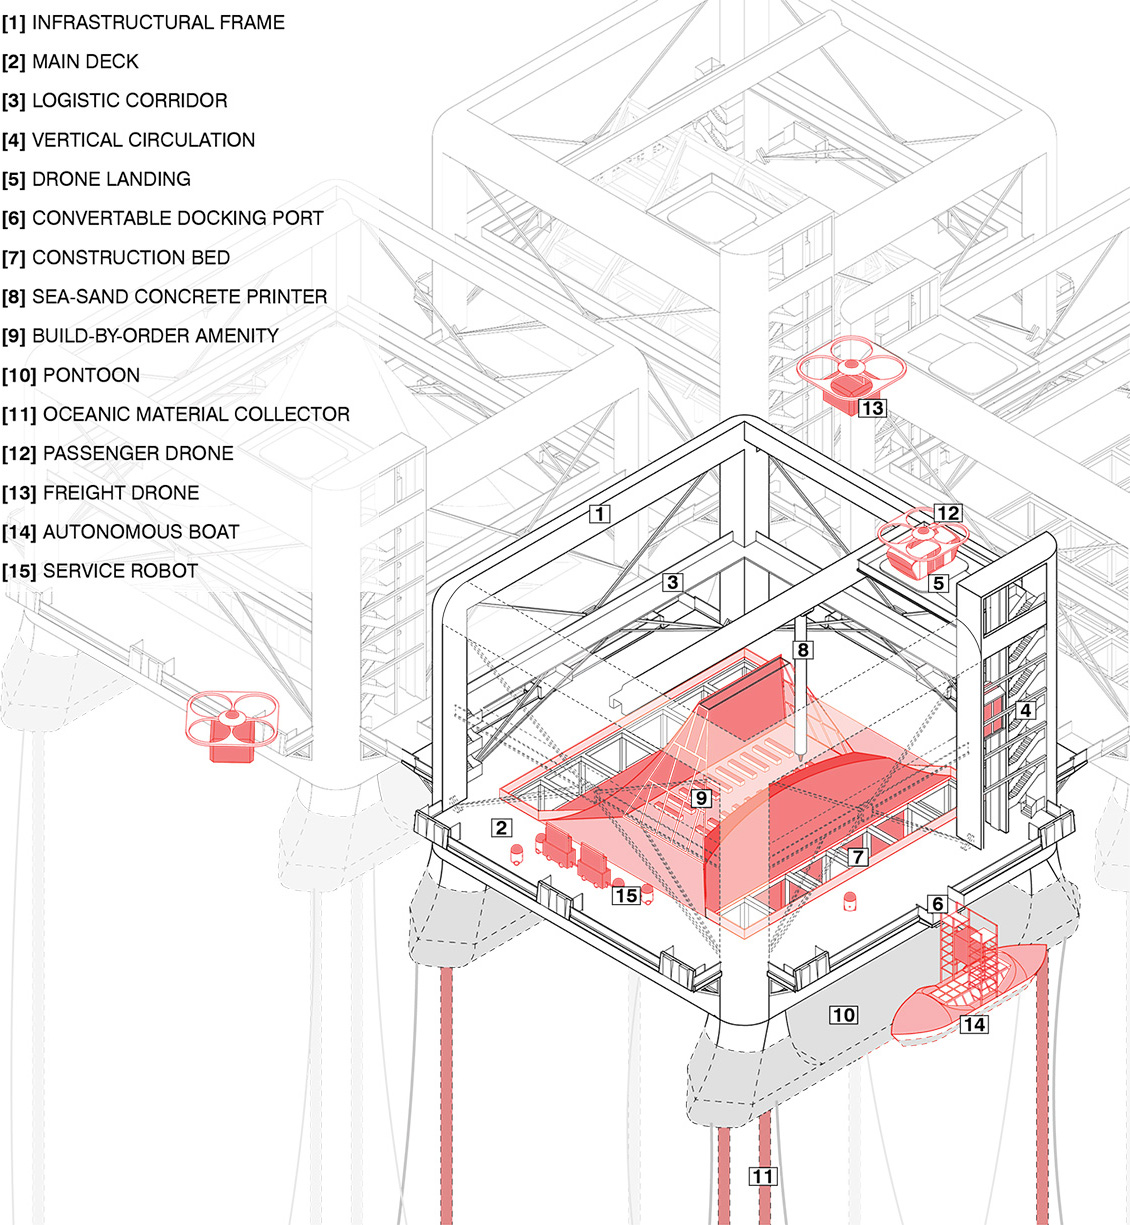 [1] INFRASTRUCTURAL FRAME
[2] MAIN DECK
[3] LOGISTIC CORRIDOR
[4] VERTICAL CIRCULATION
[5] DRONE LANDING
[6] CONVERTABLE DOCKING PORT
[7] CONSTRUCTION BED
[8] SEA-SAND CONCRETE PRINTER
[9] BUILD-BY-ORDER AMENITY
[10] PONTOON
[11] OCEANIC MATERIAL COLLECTOR
[12] PASSENGER DRONE
[13] FREIGHT DRONE
[14] AUTONOMOUS BOAT
[15] SERVICE ROBOT
13
1
12
3
5
8
4
9
2
7
15
6
10
14
11